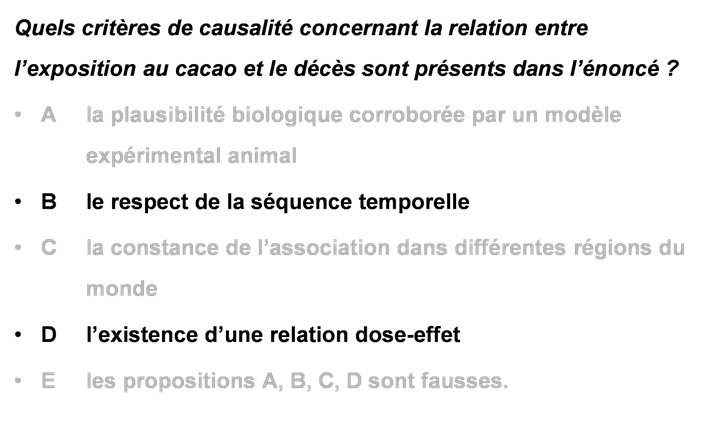 Quels critères de causalité concernant la relation entre
l’exposition au cacao et le décès sont présents dans l’énoncé ?
• A la plausibilité biologique corroborée par un modèle
expérimental animal
• B le respect de la séquence temporelle
• C la constance de l’association dans différentes régions du
monde
• D l’existence d’une relation dose-effet
• E les propositions A, B, C, D sont fausses.